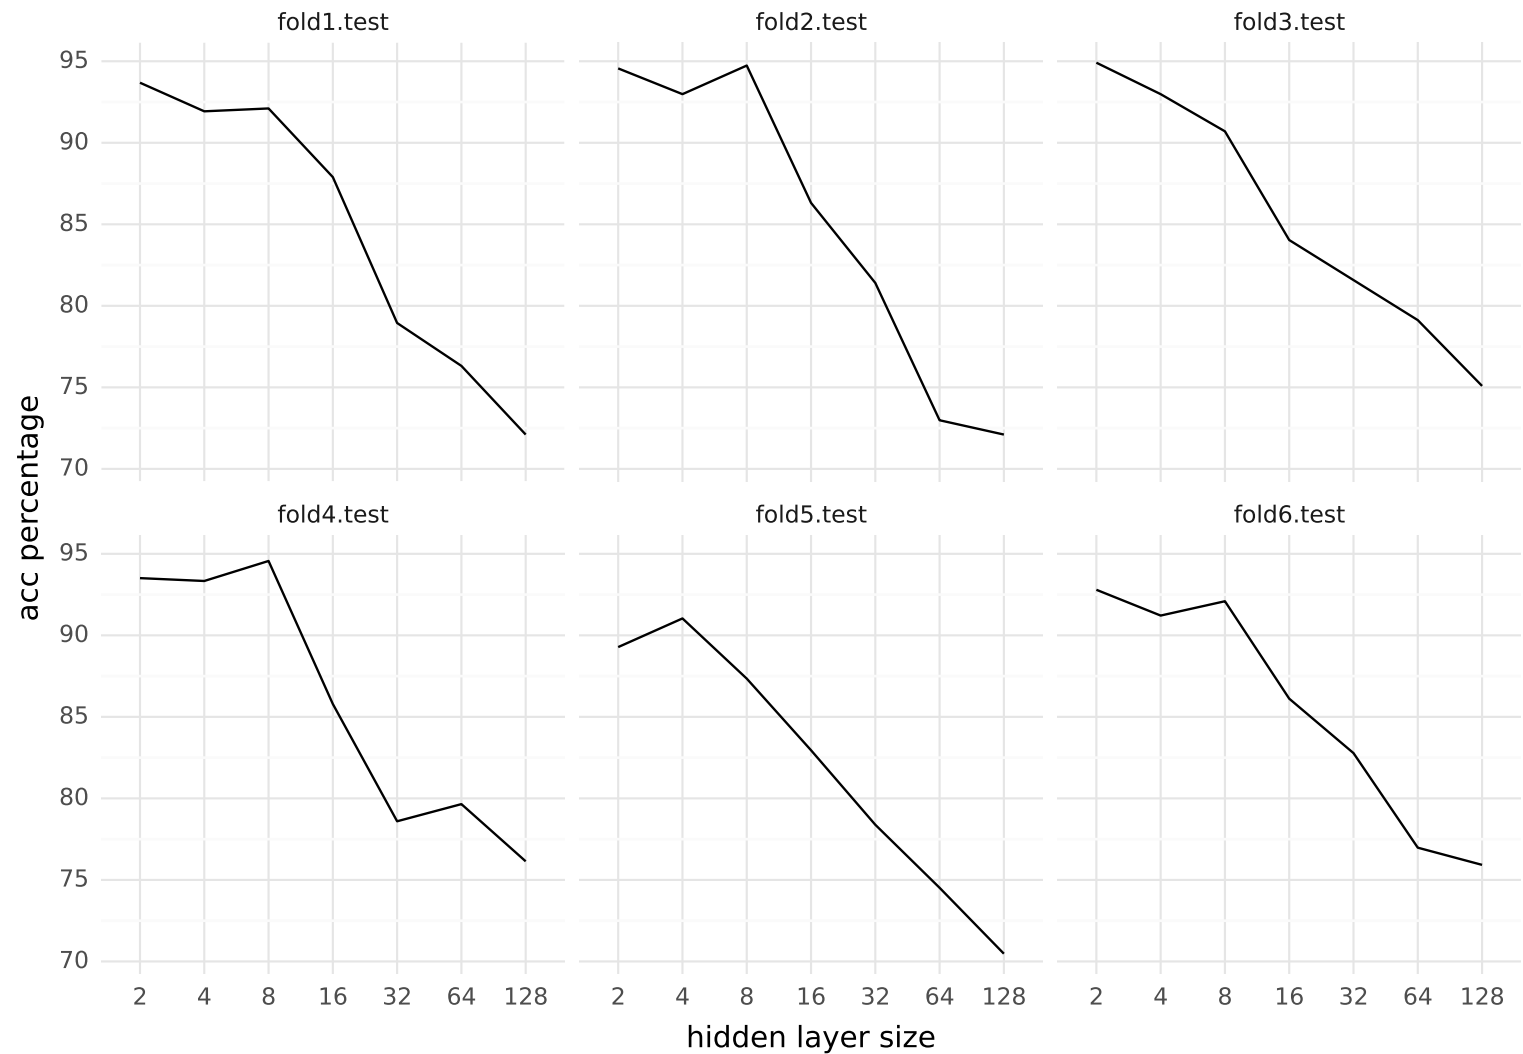 fold1.test fold2.test fold3.test
95
90
85
80
75
70
acc percentage
fold4.test fold5.test fold6.test
95
90
85
80
75
70
2 4 8 16 32 64 128 2 4 8 16 32 64 128 2 4 8 16 32 64 128
hidden layer size